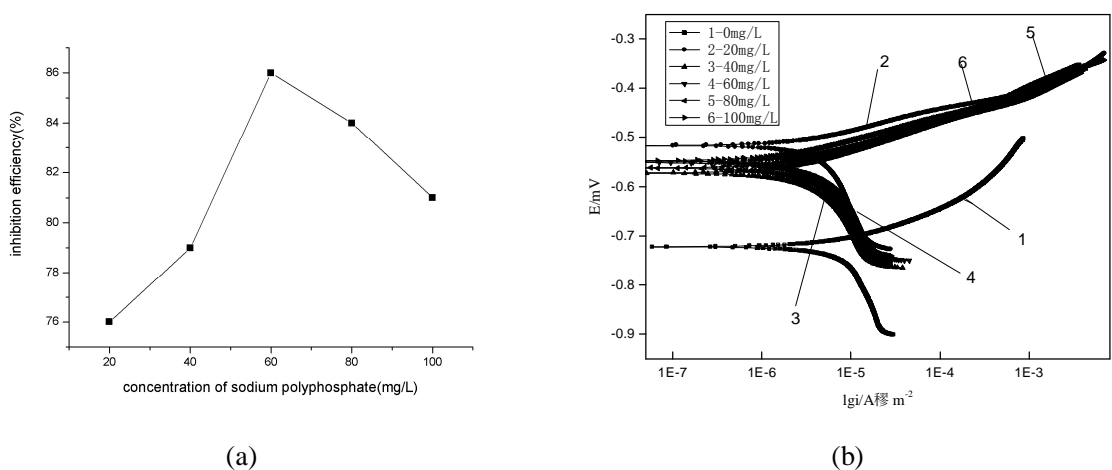 86
84
82
80
78
76
inhibition efficiency(%)
20
40
60
80
100
concentration of sodium polyphosphate(mg/L)
(a)
1-0mg/L
2-20mg/L
3-40mg/L
4-60mg/L
5-80mg/L
6-100mg/L
-0.3
-0.4
-0.5
-0.6
-0.7
-0.8
-0.9
E/mV
2
6
5
1
4
3
1E-7
1E-6
1E-5
1E-4
1E-3
lgi/A穋 m-2
(b)